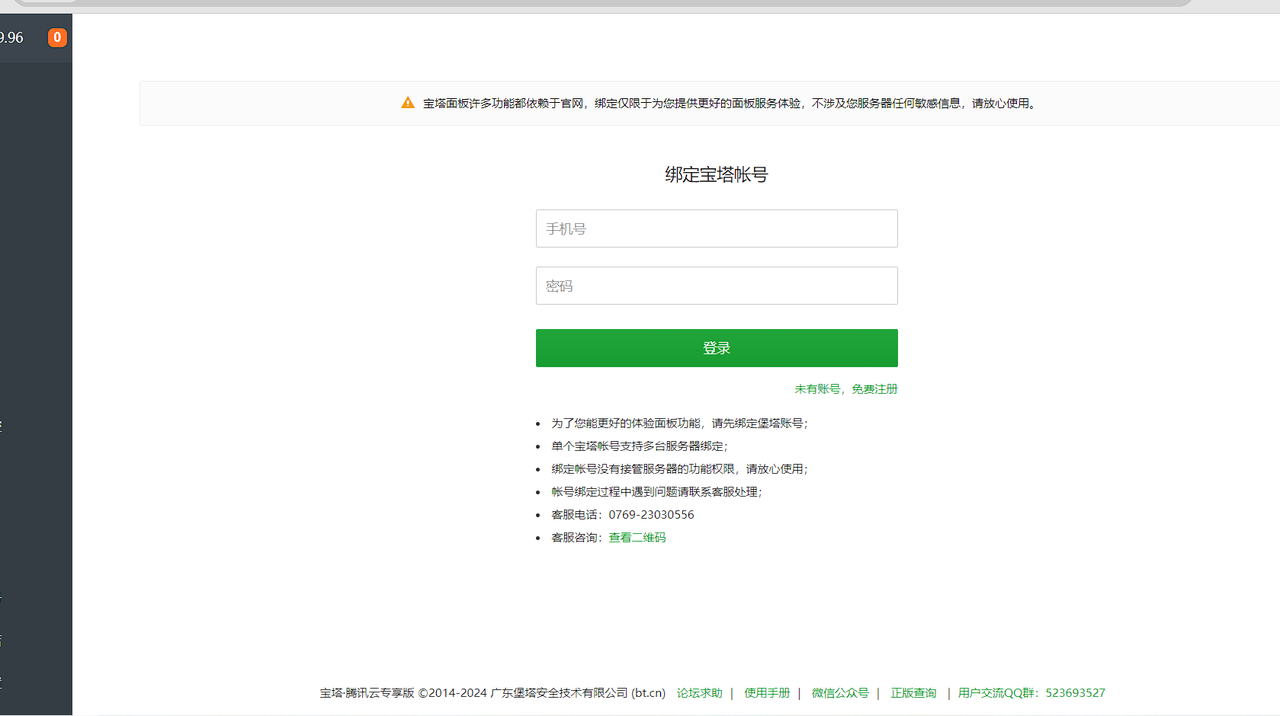 9.96 0
宝塔面板许多功能都依赖于官网，绑定仅限于为您提供更好的面板服务体验，不涉及您服务器任何敏感信息，请放心使用。
绑定宝塔帐号
手机号
密码
登录
未有账号，免费注册
• 为了您能更好的体验面板功能，请先绑定堡塔账号；
• 单个宝塔帐号支持多台服务器绑定；
• 绑定帐号没有接管服务器的功能权限，请放心使用；
• 帐号绑定过程中遇到问题请联系客服处理；
• 客服电话：0769-23030556
• 客服咨询：查看二维码
宝塔·腾讯云专享版 ©2014-2024 广东堡塔安全技术有限公司 (bt.cn) 论坛求助 | 使用手册 | 微信公众号 | 正版查询 | 用户交流QQ群：523693527